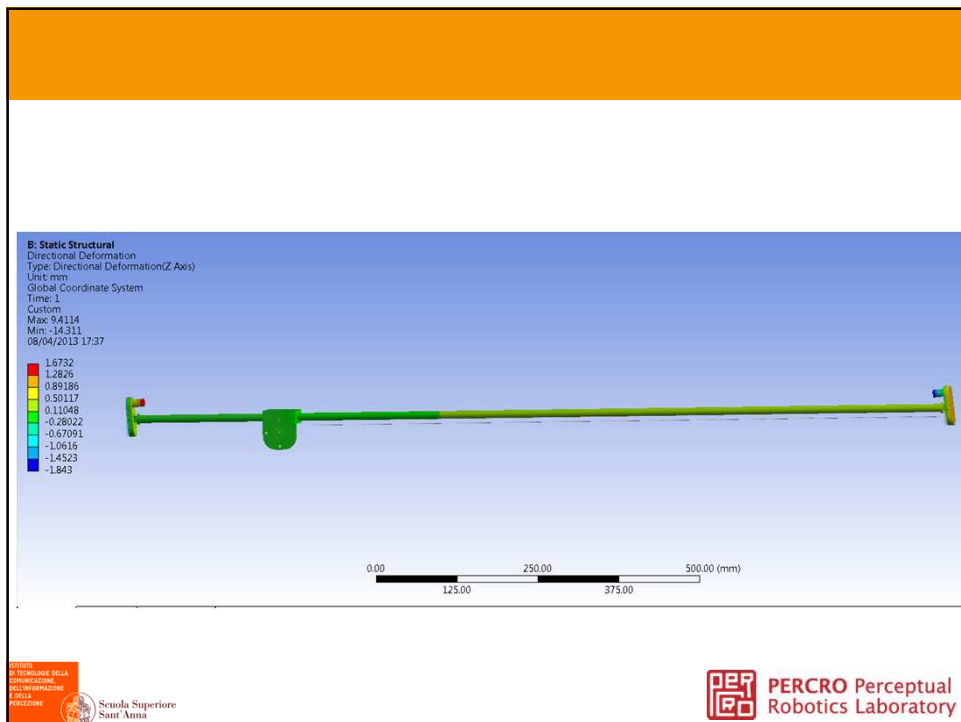 B: Static Structural
Directional Deformation
Type: Directional Deformation(Z Axis)
Unit: mm
Global Coordinate System
Time: 1
Custom
Max: 9.4114
Min: -14.311
08/04/2013 17:37
1.6732
1.2826
0.89186
0.50117
0.11048
-0.28022
-0.67091
-1.0616
-1.4523
-1.843
0.00 250.00 500.00 (mm)
125.00 375.00
ISTITUTO
DI TECNOLOGIE DELLA
COMUNICAZIONE,
DELL'INFORMAZIONE
E DELLA
PERCEZIONE
Scuola Superiore
Sant'Anna
PERCRO
PERCRO Perceptual
Robotics Laboratory